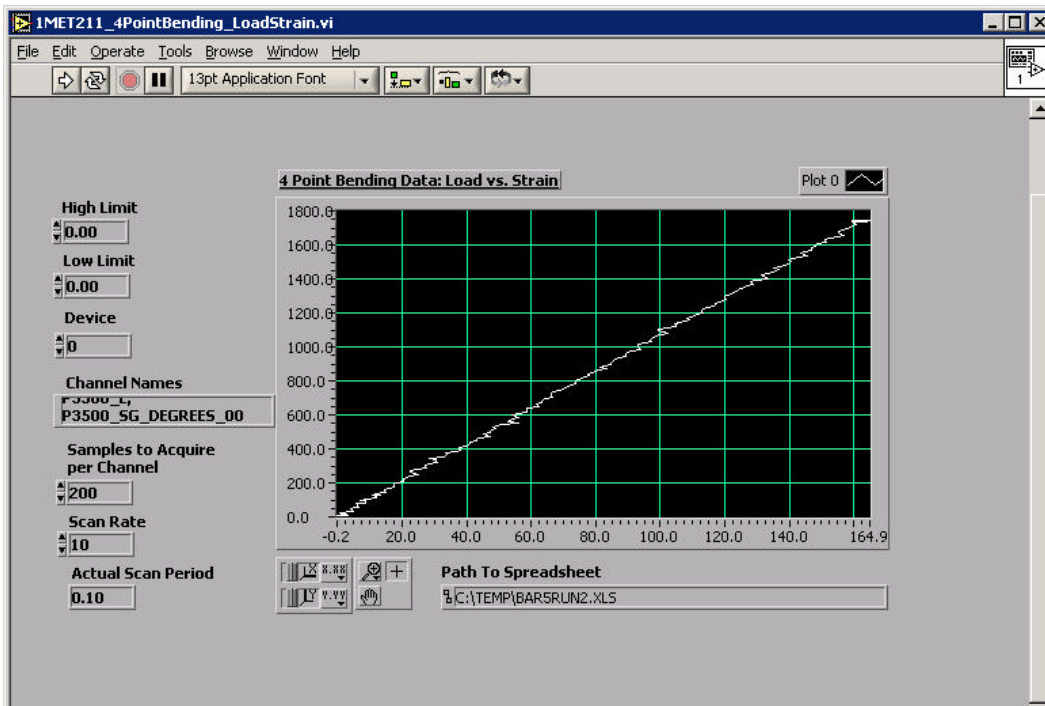 1MET211_4PointBending_LoadStrain.vi
File Edit Operate Tools Browse Window Help
13pt Application Font
1
4 Point Bending Data: Load vs. Strain
Plot 0
High Limit
0.00
Low Limit
0.00
Device
0
Channel Names
P3500_SG_DEGREES_00
Samples to Acquire
per Channel
200
Scan Rate
10
Actual Scan Period
0.10
1800.0
1600.0
1400.0
1200.0
1000.0
800.0
600.0
400.0
200.0
0.0
-0.2 20.0 40.0 60.0 80.0 100.0 120.0 140.0 164.9
X 8.88
Y Y.YY
Path To Spreadsheet
C:\TEMP\BAR5RUN2.XLS